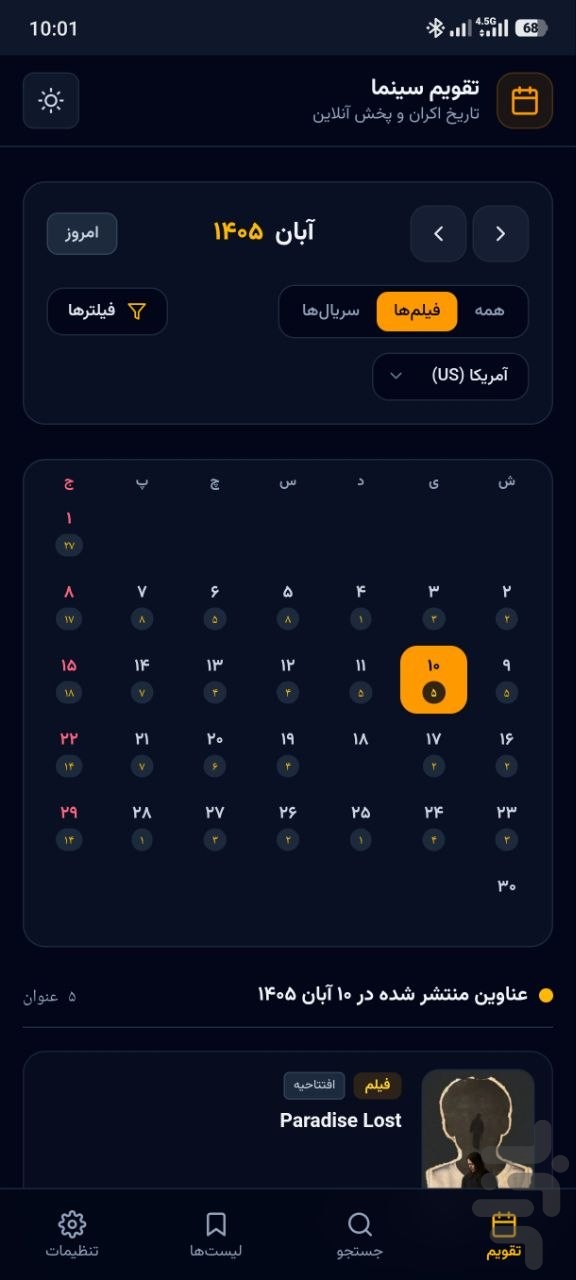 10:01
4.5G
68
تقویم سینما
تاریخ اکران و پخش آنلاین
آبان ۱۴۰۵
امروز
همه
فیلم‌ها
سریال‌ها
فیلترها
آمریکا (US)
ش ی د س چ پ ج
۱
۲۷
۲ ۳ ۴ ۵ ۶ ۷ ۸
۲ ۳ ۱ ۸ ۵ ۸ ۱۷
۹ ۱۰ ۱۱ ۱۲ ۱۳ ۱۴ ۱۵
۵ ۵ ۵ ۴ ۴ ۷ ۱۸
۱۶ ۱۷ ۱۸ ۱۹ ۲۰ ۲۱ ۲۲
۲ ۲ ۴ ۶ ۷ ۱۴
۲۳ ۲۴ ۲۵ ۲۶ ۲۷ ۲۸ ۲۹
۳ ۴ ۱ ۲ ۳ ۱ ۱۴
۳۰
عناوین منتشر شده در ۱۰ آبان ۱۴۰۵
۵ عنوان
فیلم
افتتاحیه
Paradise Lost
تقویم
جستجو
لیست‌ها
تنظیمات